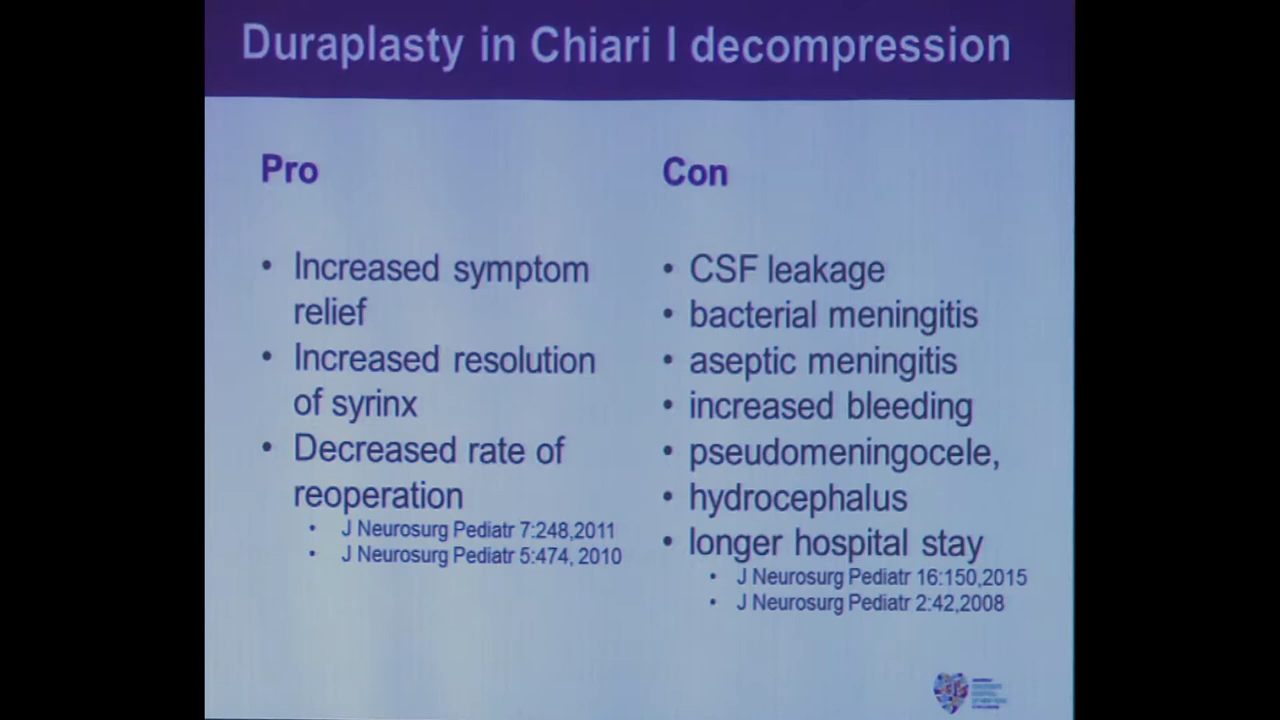 Duraplasty in Chiari I decompression
Pro
• Increased symptom
relief
• Increased resolution
of syrinx
• Decreased rate of
reoperation
• J Neurosurg Pediatr 7:248,2011
• J Neurosurg Pediatr 5:474, 2010
Con
• CSF leakage
• bacterial meningitis
• aseptic meningitis
• increased bleeding
• pseudomeningocele,
• hydrocephalus
• longer hospital stay
• J Neurosurg Pediatr 16:150,2015
• J Neurosurg Pediatr 2:42,2008